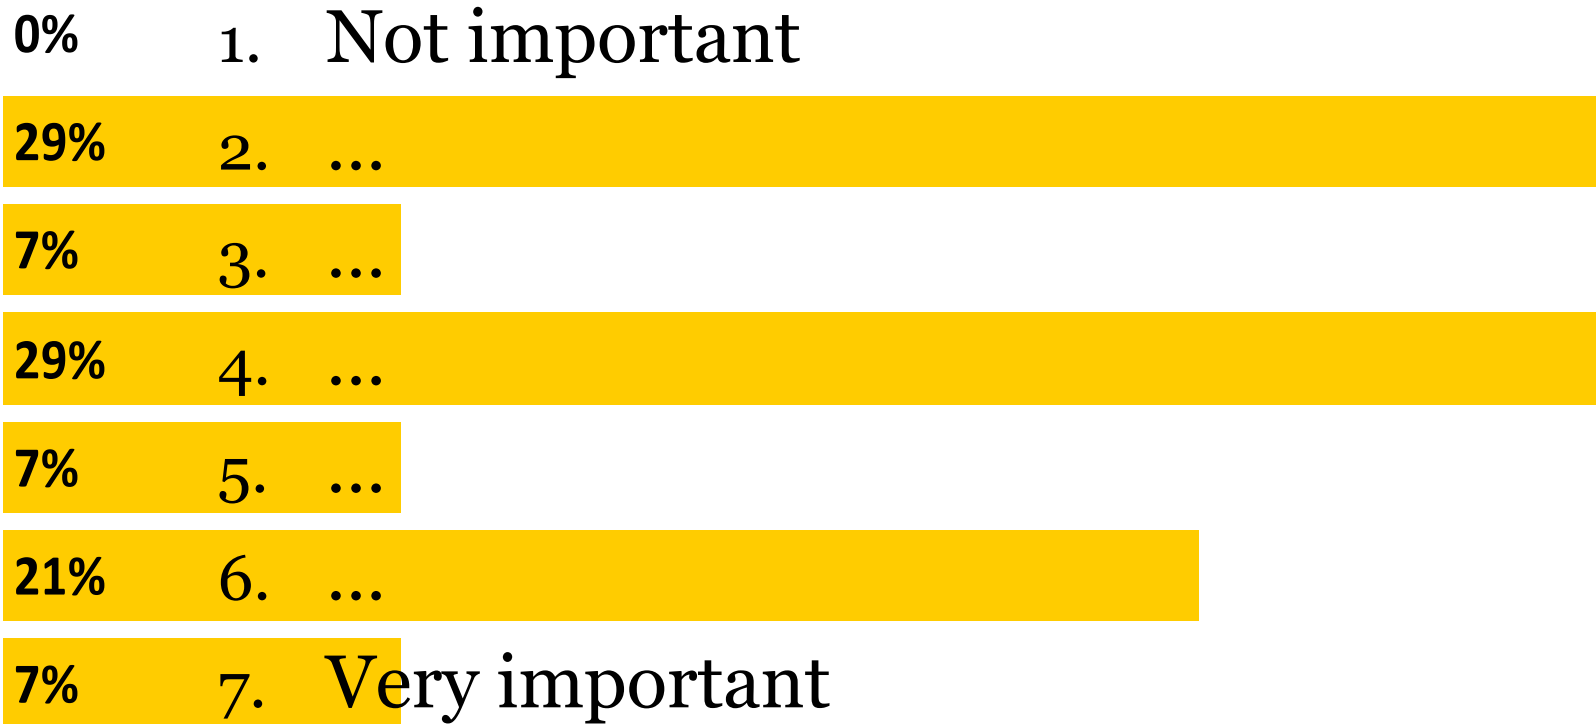 0% 1. Not important
29% 2. ...
7% 3. ...
29% 4. ...
7% 5. ...
21% 6. ...
7% 7. Very important